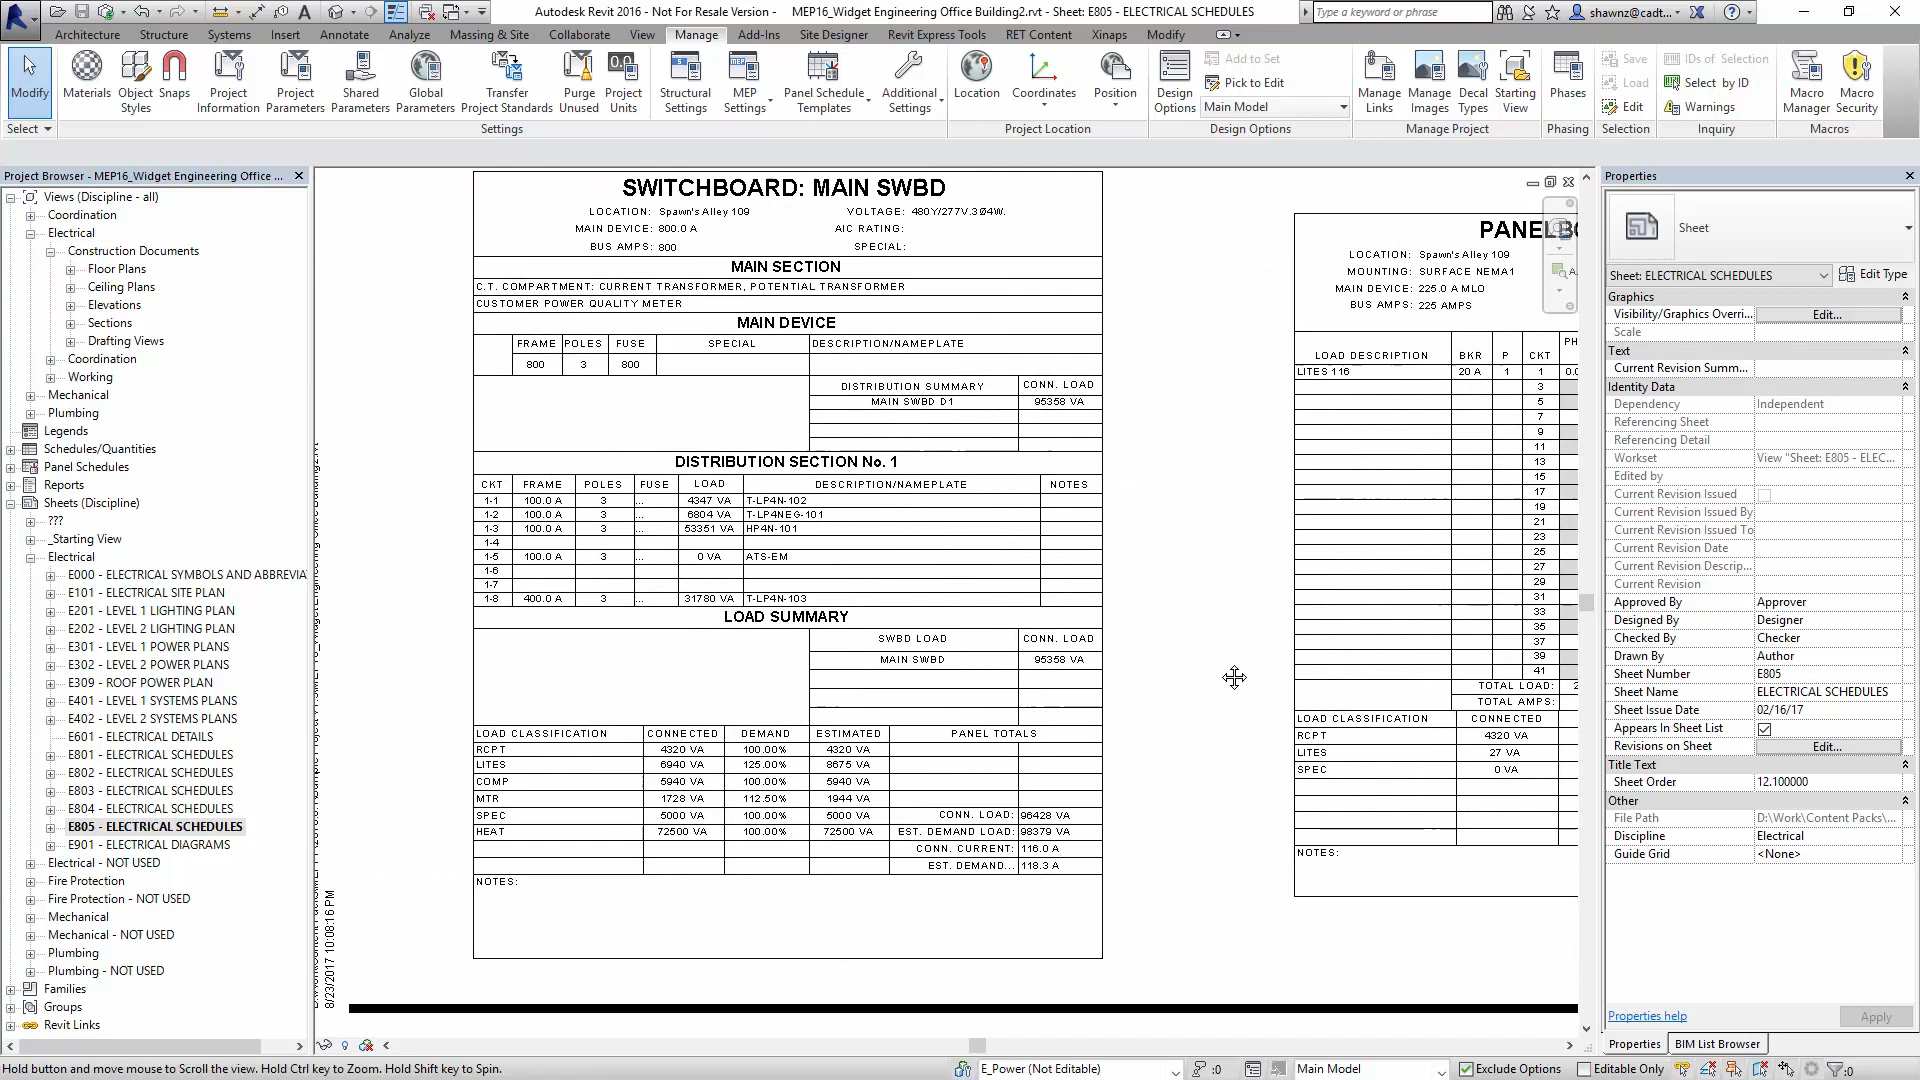 Autodesk Revit 2016 - Not For Resale Version - MEP16_Widget Engineering Office Building2.rvt - Sheet: E805 - ELECTRICAL SCHEDULES
Type a keyword or phrase
shawnz@cadt...
Architecture Structure Systems Insert Annotate Analyze Massing & Site Collaborate View Manage Add-Ins Site Designer Revit Express Tools RET Content Xinaps Modify
Modify
Materials
Object Styles
Snaps
Project Information
Project Parameters
Shared Parameters
Global Parameters
Transfer Project Standards
Purge Unused
Project Units
Structural Settings
MEP Settings
Panel Schedule Templates
Additional Settings
Location
Coordinates
Position
Design Options
Add to Set
Pick to Edit
Main Model
Manage Links
Manage Images
Decal Types
Starting View
Phases
Save
Load
Edit
IDs of Selection
Select by ID
Warnings
Macro Manager
Macro Security
Select Settings Project Location Design Options Manage Project Phasing Selection Inquiry Macros
Project Browser - MEP16_Widget Engineering Office ...
Views (Discipline - all)
Coordination
Electrical
Construction Documents
Floor Plans
Ceiling Plans
Elevations
Sections
Drafting Views
Coordination
Working
Mechanical
Plumbing
Legends
Schedules/Quantities
Panel Schedules
Reports
Sheets (Discipline)
???
_Starting View
Electrical
E000 - ELECTRICAL SYMBOLS AND ABBREVIA
E101 - ELECTRICAL SITE PLAN
E201 - LEVEL 1 LIGHTING PLAN
E202 - LEVEL 2 LIGHTING PLAN
E301 - LEVEL 1 POWER PLANS
E302 - LEVEL 2 POWER PLANS
E309 - ROOF POWER PLAN
E401 - LEVEL 1 SYSTEMS PLANS
E402 - LEVEL 2 SYSTEMS PLANS
E601 - ELECTRICAL DETAILS
E801 - ELECTRICAL SCHEDULES
E802 - ELECTRICAL SCHEDULES
E803 - ELECTRICAL SCHEDULES
E804 - ELECTRICAL SCHEDULES
E805 - ELECTRICAL SCHEDULES
E901 - ELECTRICAL DIAGRAMS
Electrical - NOT USED
Fire Protection
Fire Protection - NOT USED
Mechanical
Mechanical - NOT USED
Plumbing
Plumbing - NOT USED
Families
Groups
Revit Links
8/23/2017 10:08:16 PM
SWITCHBOARD: MAIN SWBD
LOCATION: Spawn's Alley 109 VOLTAGE: 480Y/277V.3Ø4W.
MAIN DEVICE: 800.0 A AIC RATING:
BUS AMPS: 800 SPECIAL:
MAIN SECTION
C.T. COMPARTMENT: CURRENT TRANSFORMER, POTENTIAL TRANSFORMER
CUSTOMER POWER QUALITY METER
MAIN DEVICE
FRAME POLES FUSE SPECIAL DESCRIPTION/NAMEPLATE
800 3 800
DISTRIBUTION SUMMARY CONN. LOAD
MAIN SWBD D1 95358 VA
DISTRIBUTION SECTION No. 1
CKT FRAME POLES FUSE LOAD DESCRIPTION/NAMEPLATE NOTES
1-1 100.0 A 3 ... 4347 VA T-LP4N-102
1-2 100.0 A 3 ... 6804 VA T-LP4NEG-101
1-3 100.0 A 3 ... 53351 VA HP4N-101
1-4
1-5 100.0 A 3 ... 0 VA ATS-EM
1-6
1-7
1-8 400.0 A 3 ... 31780 VA T-LP4N-103
LOAD SUMMARY
SWBD LOAD CONN. LOAD
MAIN SWBD 95358 VA
LOAD CLASSIFICATION CONNECTED DEMAND ESTIMATED PANEL TOTALS
RCPT 4320 VA 100.00% 4320 VA
LITES 6940 VA 125.00% 8675 VA
COMP 5940 VA 100.00% 5940 VA
MTR 1728 VA 112.50% 1944 VA
SPEC 5000 VA 100.00% 5000 VA CONN. LOAD: 96428 VA
HEAT 72500 VA 100.00% 72500 VA EST. DEMAND LOAD: 98379 VA
CONN. CURRENT: 116.0 A
EST. DEMAND... 118.3 A
NOTES:
PANELBO
LOCATION: Spawn's Alley 109
MOUNTING: SURFACE NEMA1 A
MAIN DEVICE: 225.0 A MLO
BUS AMPS: 225 AMPS
PH
LOAD DESCRIPTION BKR P CKT
LITES 116 20 A 1 1 0.0
3
5
7
9
11
13
15
17
19
21
23
25
27
29
31
33
35
37
39
41
TOTAL LOAD: 2
TOTAL AMPS:
LOAD CLASSIFICATION CONNECTED
RCPT 4320 VA
LITES 27 VA
SPEC 0 VA
NOTES:
Properties
Sheet
Sheet: ELECTRICAL SCHEDULES Edit Type
Graphics
Visibility/Graphics Overri... Edit...
Scale
Text
Current Revision Summ...
Identity Data
Dependency Independent
Referencing Sheet
Referencing Detail
Workset View "Sheet: E805 - ELEC...
Edited by
Current Revision Issued
Current Revision Issued By
Current Revision Issued To
Current Revision Date
Current Revision Descrip...
Current Revision
Approved By Approver
Designed By Designer
Checked By Checker
Drawn By Author
Sheet Number E805
Sheet Name ELECTRICAL SCHEDULES
Sheet Issue Date 02/16/17
Appears In Sheet List
Revisions on Sheet Edit...
Title Text
Sheet Order 12.100000
Other
File Path D:\Work\Content Packs\...
Discipline Electrical
Guide Grid <None>
Properties help Apply
Properties BIM List Browser
Hold button and move mouse to Scroll the view. Hold Ctrl key to Zoom. Hold Shift key to Spin.
E_Power (Not Editable) :0 Main Model Exclude Options Editable Only :0